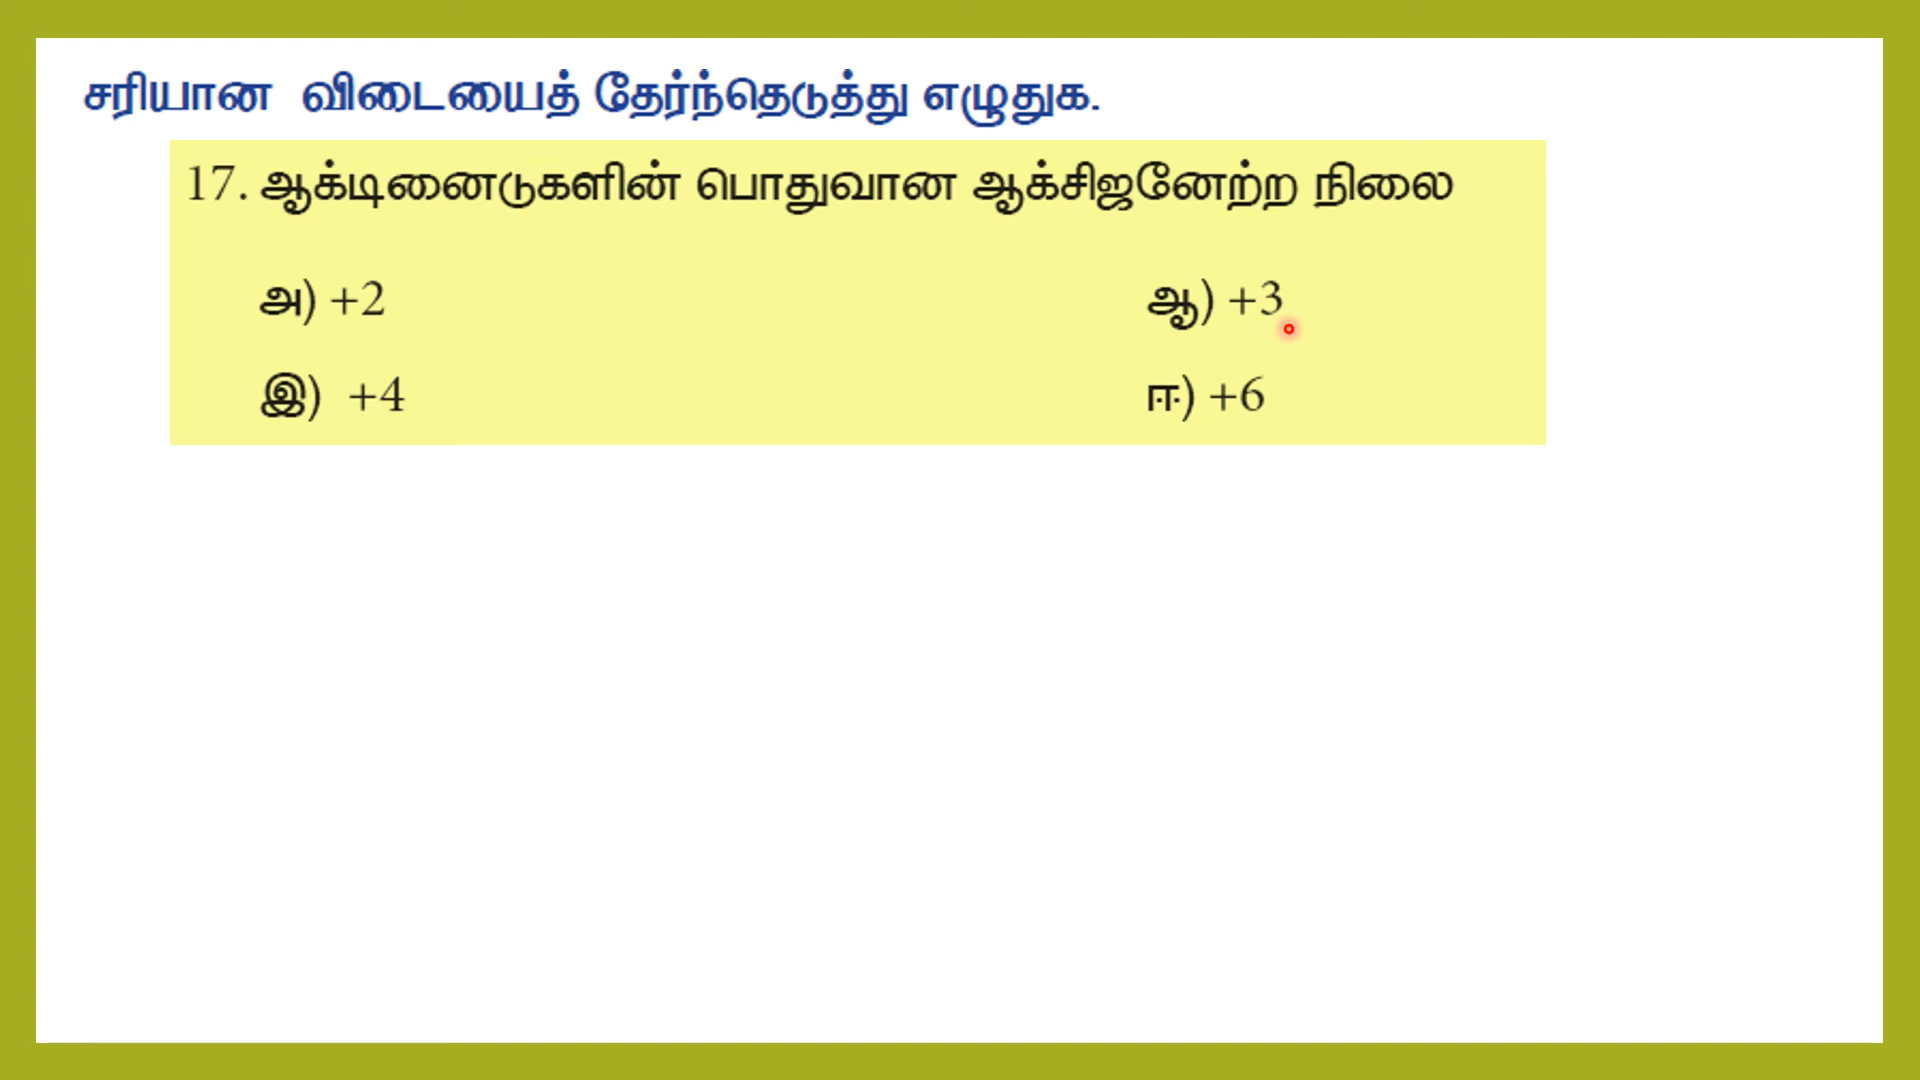 சரியான விடையைத் தேர்ந்தெடுத்து எழுதுக.
17. ஆக்டினைடுகளின் பொதுவான ஆக்சிஜனேற்ற நிலை
அ) +2 ஆ) +3
இ) +4 ஈ) +6